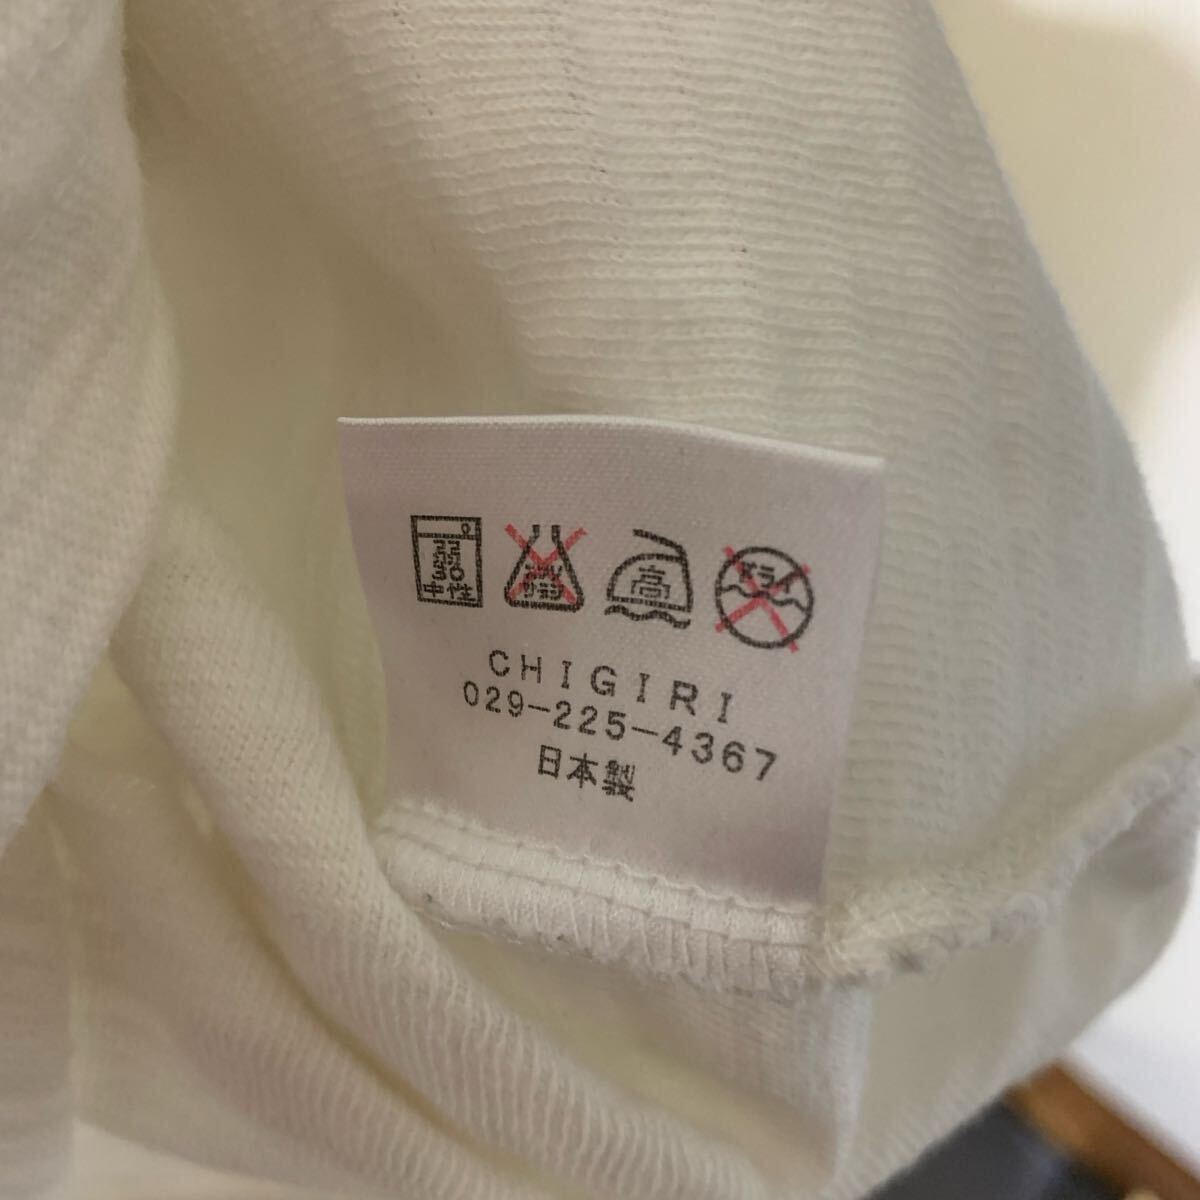 弱 30 中性
エンソ サラシ
高
ドライ
CHIGIRI
029-225-4367
日本製